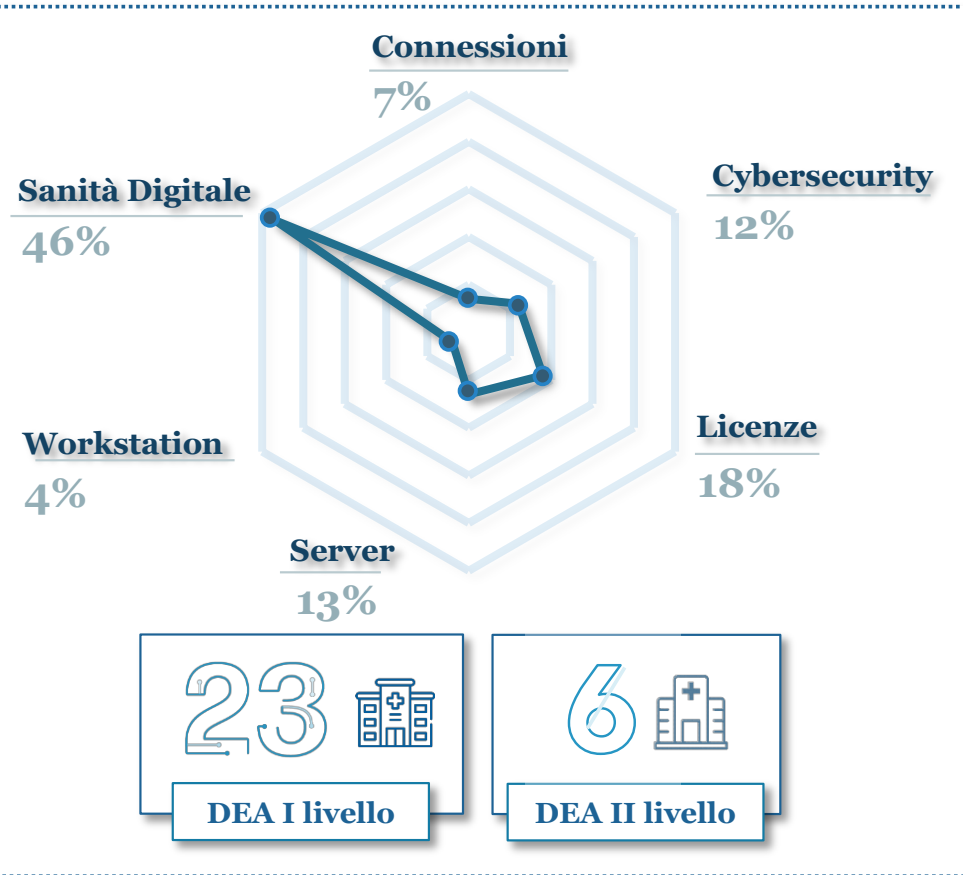 Connessioni
7%
Cybersecurity
12%
Sanità Digitale
46%
Licenze
18%
Workstation
4%
Server
13%
23
6
DEA I livello
DEA II livello